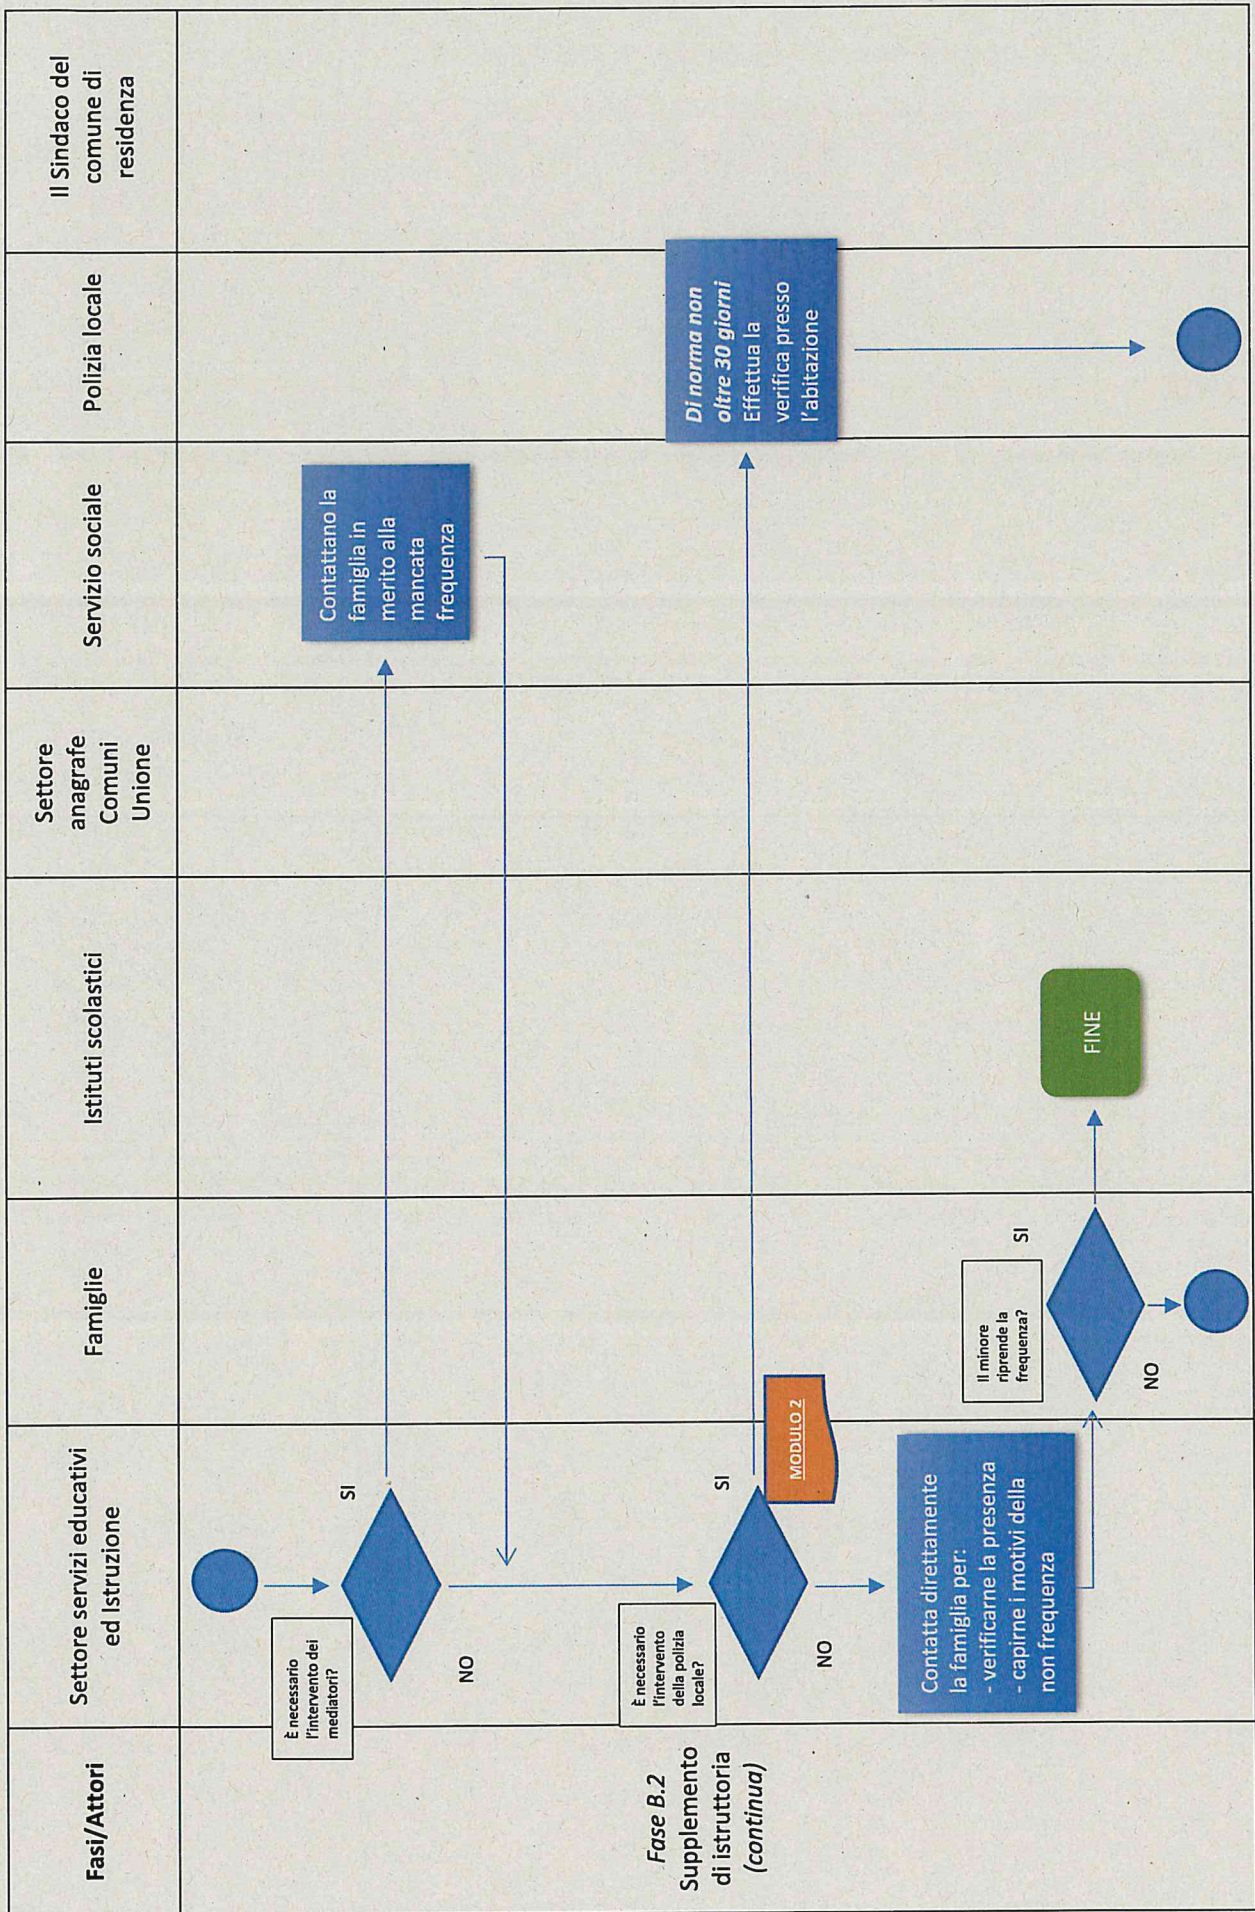 Fasi/Attori
Settore servizi educativi
ed Istruzione
Famiglie
Istituti scolastici
Settore
anagrafe
Comuni
Unione
Servizio sociale
Polizia locale
Il Sindaco del
comune di
residenza
Fase B.2
Supplemento
di istruttoria
(continua)
È necessario
l'intervento dei
mediatori?
SI
NO
Contattano la
famiglia in
merito alla
mancata
frequenza
È necessario
l'intervento
della polizia
locale?
SI
MODULO 2
NO
Di norma non
oltre 30 giorni
Effettua la
verifica presso
l'abitazione
Contatta direttamente
la famiglia per:
- verificarne la presenza
- capirne i motivi della
non frequenza
Il minore
riprende la
frequenza?
SI
NO
FINE